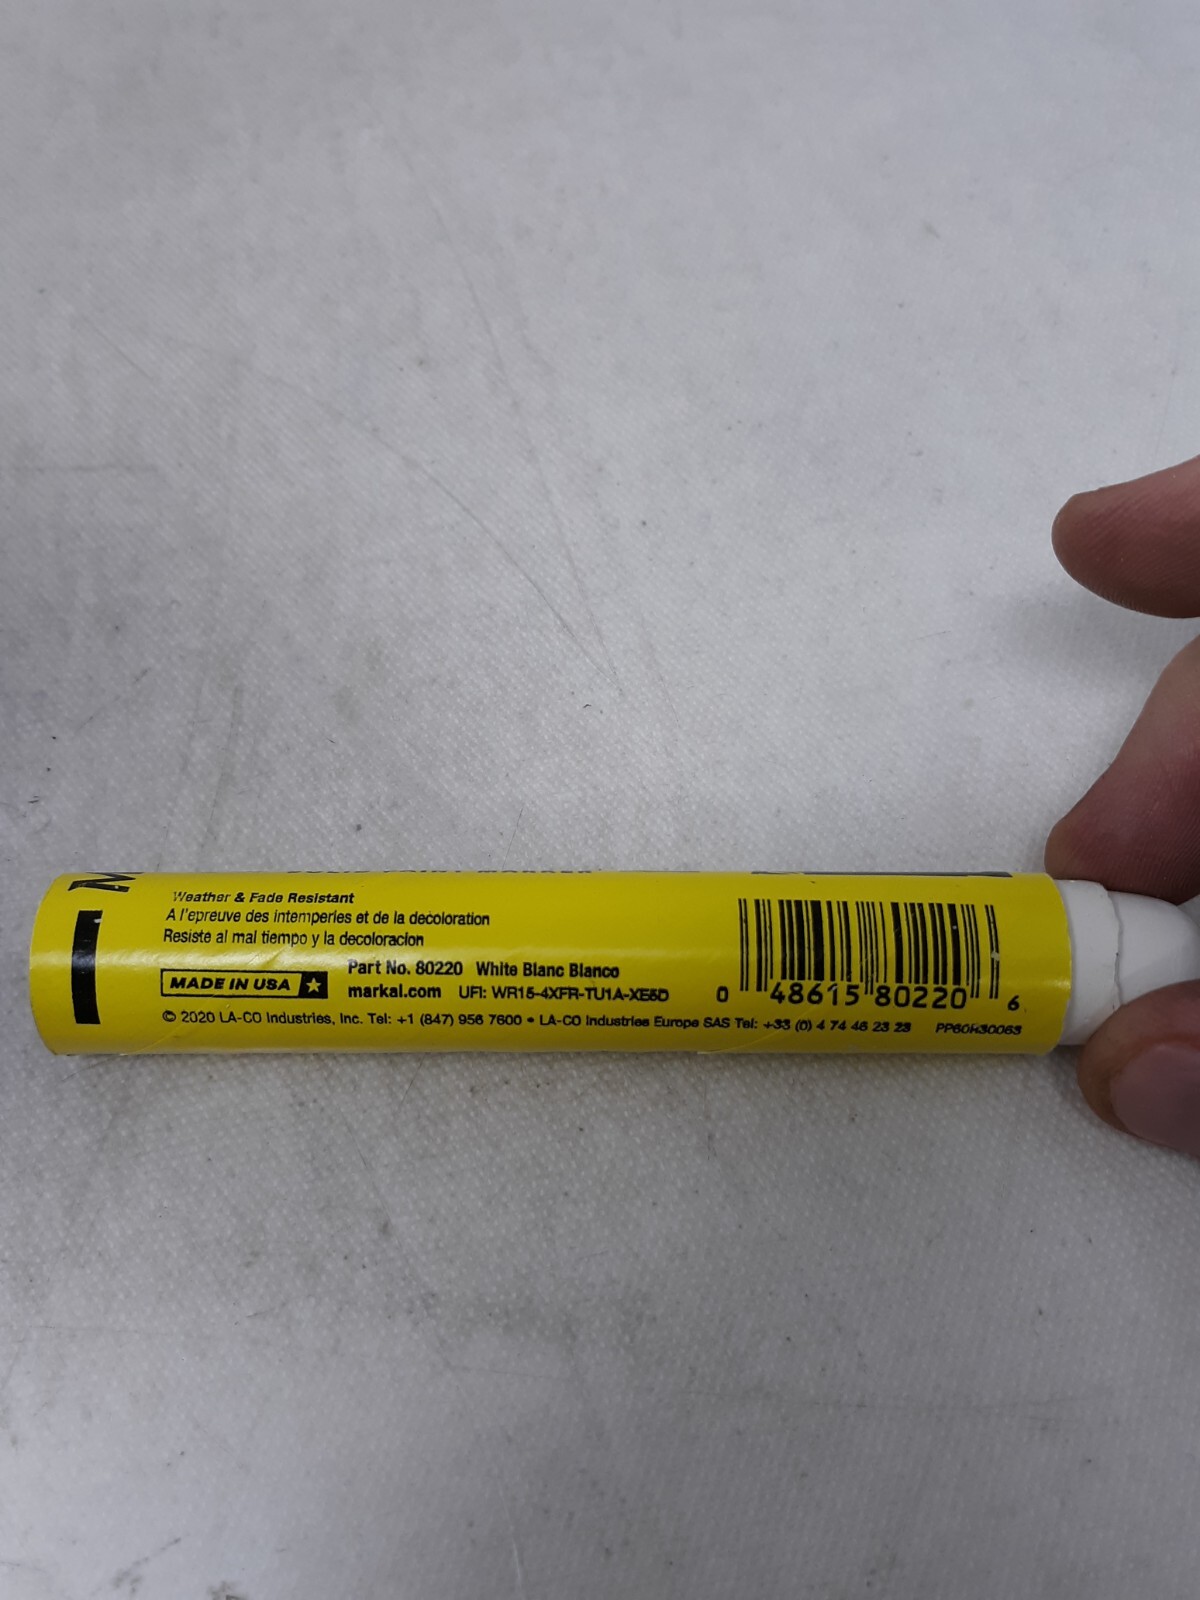 SOLID PAINT MARKER
Weather & Fade Resistant
A l'epreuve des intemperies et de la decoloration
Resiste al mal tiempo y la decoloracion
MADE IN USA
Part No. 80220 White Blanc Blanco
markal.com UFI: WR15-4XFR-TU1A-XE5D
© 2020 LA-CO Industries, Inc. Tel: +1 (847) 956 7600 • LA-CO Industries Europe SAS Tel: +33 (0) 4 74 46 23 23 PP60K30063
0 48615 80220 6